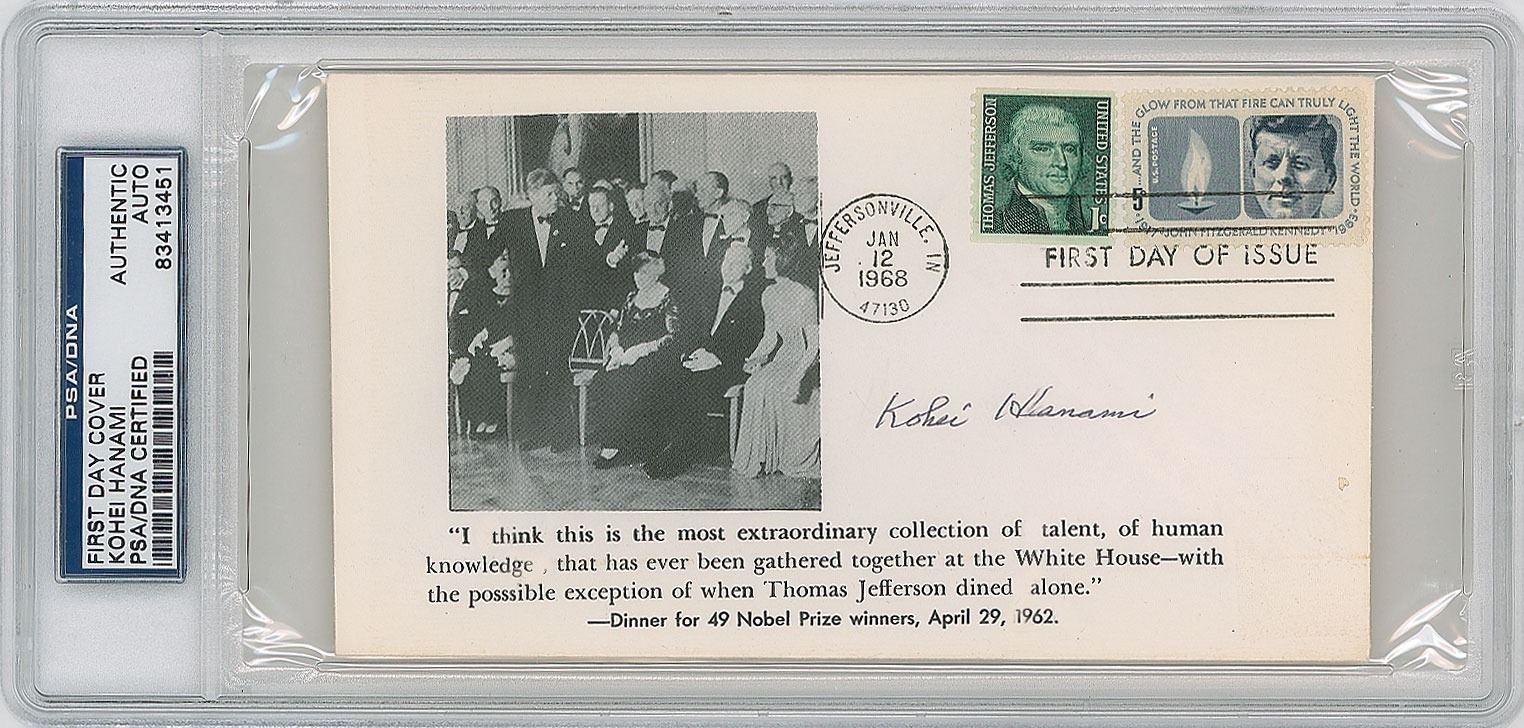 PSA/DNA
FIRST DAY COVER
KOHEI HANAMI
PSA/DNA CERTIFIED
AUTHENTIC
AUTO
83413451
THOMAS JEFFERSON
UNITED STATES
1c
...AND THE GLOW FROM THAT FIRE CAN TRULY LIGHT THE WORLD
U.S. POSTAGE
5c
1917 · JOHN FITZGERALD KENNEDY · 1963
JEFFERSONVILLE, IN
JAN
12
1968
47130
FIRST DAY OF ISSUE
Kohei Hanami
“I think this is the most extraordinary collection of talent, of human
knowledge , that has ever been gathered together at the WWhite House—with
the posssible exception of when Thomas Jefferson dined alone.”
—Dinner for 49 Nobel Prize winners, April 29, 1962.